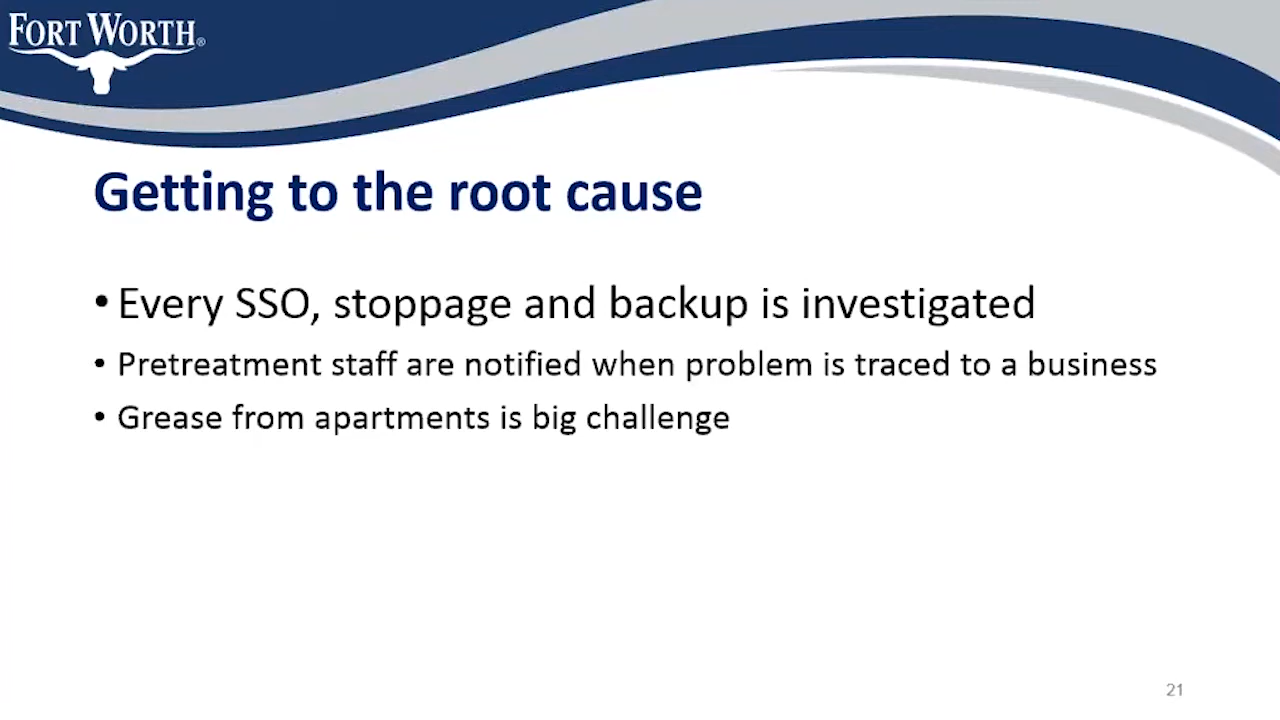 FORT WORTH®
Getting to the root cause
• Every SSO, stoppage and backup is investigated
• Pretreatment staff are notified when problem is traced to a business
• Grease from apartments is big challenge
21